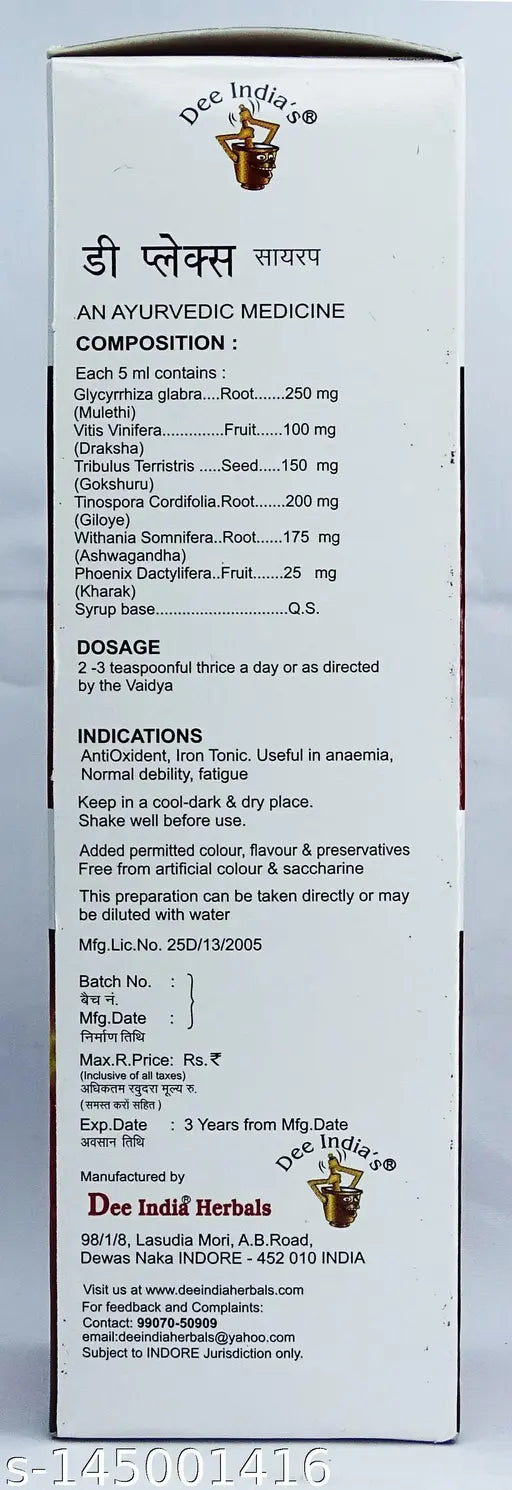 Dee India's®
डी प्लेक्स सायरप
AN AYURVEDIC MEDICINE
COMPOSITION :
Each 5 ml contains :
Glycyrrhiza glabra....Root.......250 mg
(Mulethi)
Vitis Vinifera..............Fruit......100 mg
(Draksha)
Tribulus Terristris .....Seed.....150 mg
(Gokshuru)
Tinospora Cordifolia.Root.......200 mg
(Giloye)
Withania Somnifera..Root......175 mg
(Ashwagandha)
Phoenix Dactylifera..Fruit.......25 mg
(Kharak)
Syrup base..............................Q.S.
DOSAGE
2 -3 teaspoonful thrice a day or as directed
by the Vaidya
INDICATIONS
AntiOxident, Iron Tonic. Useful in anaemia,
Normal debility, fatigue
Keep in a cool-dark & dry place.
Shake well before use.
Added permitted colour, flavour & preservatives
Free from artificial colour & saccharine
This preparation can be taken directly or may
be diluted with water
Mfg.Lic.No. 25D/13/2005
Batch No. :
बैच नं.
Mfg.Date :
निर्माण तिथि
Max.R.Price: Rs.₹
(Inclusive of all taxes)
अधिकतम रवुदरा मूल्य रु.
(समस्त करों सहित)
Exp.Date : 3 Years from Mfg.Date
अवसान तिथि
Dee India's®
Manufactured by
Dee India® Herbals
98/1/8, Lasudia Mori, A.B.Road,
Dewas Naka INDORE - 452 010 INDIA
Visit us at www.deeindiaherbals.com
For feedback and Complaints:
Contact: 99070-50909
email:deeindiaherbals@yahoo.com
Subject to INDORE Jurisdiction only.
s-145001416